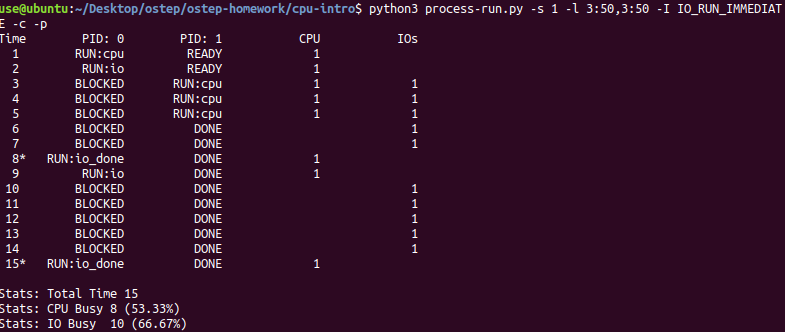 use@ubuntu:~/Desktop/ostep/ostep-homework/cpu-intro$ python3 process-run.py -s 1 -l 3:50,3:50 -I IO_RUN_IMMEDIAT
E -c -p
Time        PID: 0        PID: 1           CPU           IOs
  1        RUN:cpu         READY             1
  2         RUN:io         READY             1
  3        BLOCKED       RUN:cpu             1             1
  4        BLOCKED       RUN:cpu             1             1
  5        BLOCKED       RUN:cpu             1             1
  6        BLOCKED          DONE                           1
  7        BLOCKED          DONE                           1
  8*   RUN:io_done          DONE             1
  9         RUN:io          DONE             1
 10        BLOCKED          DONE                           1
 11        BLOCKED          DONE                           1
 12        BLOCKED          DONE                           1
 13        BLOCKED          DONE                           1
 14        BLOCKED          DONE                           1
 15*   RUN:io_done          DONE             1
Stats: Total Time 15
Stats: CPU Busy 8 (53.33%)
Stats: IO Busy  10 (66.67%)